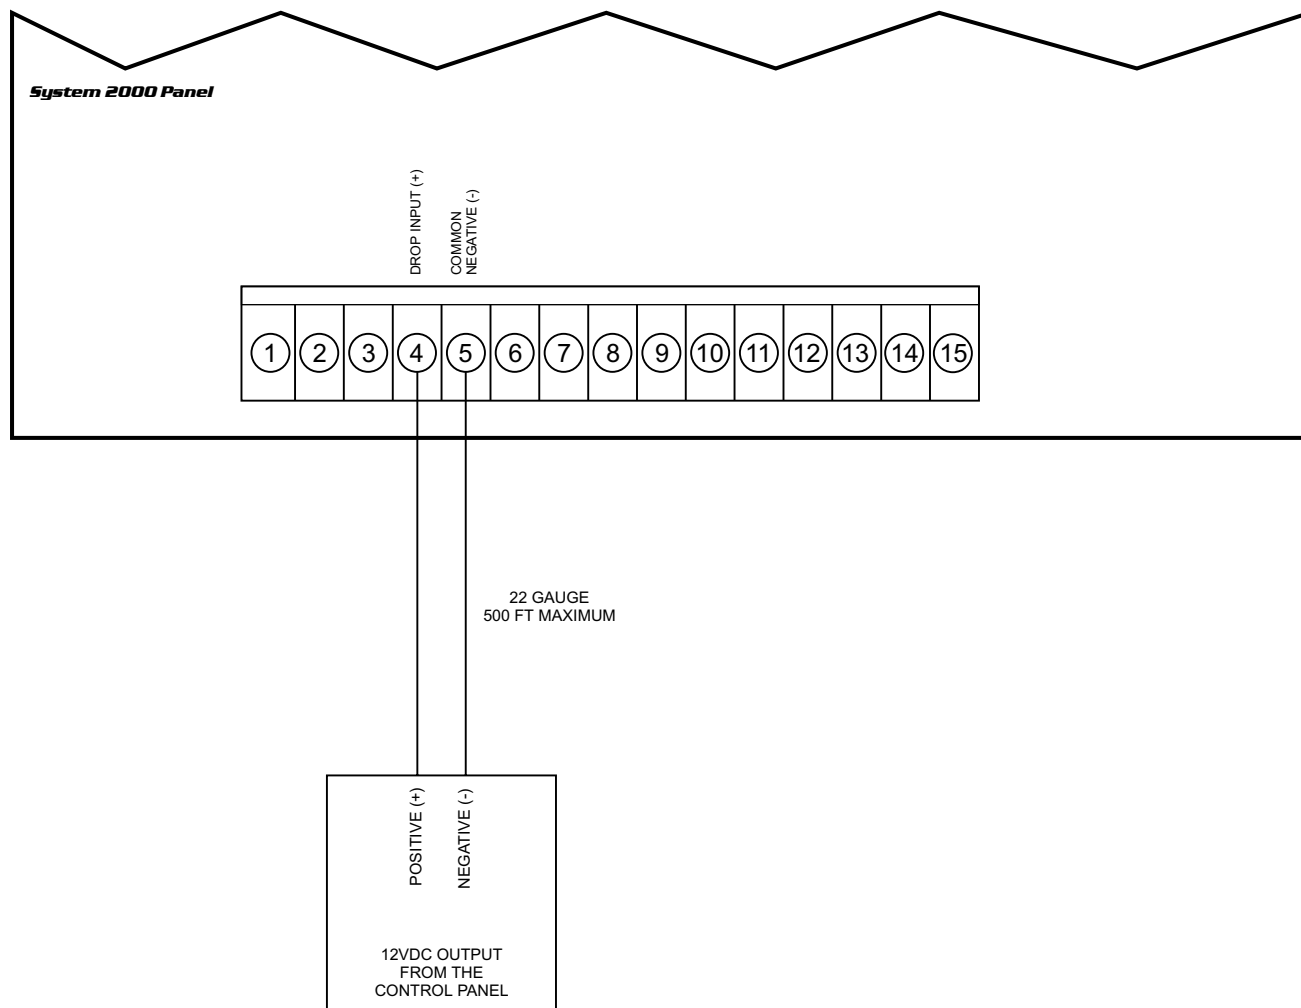 System 2000 Panel
DROP INPUT (+)
COMMON
NEGATIVE (-)
1 2 3 4 5 6 7 8 9 10 11 12 13 14 15
22 GAUGE
500 FT MAXIMUM
POSITIVE (+)
NEGATIVE (-)
12VDC OUTPUT
FROM THE
CONTROL PANEL